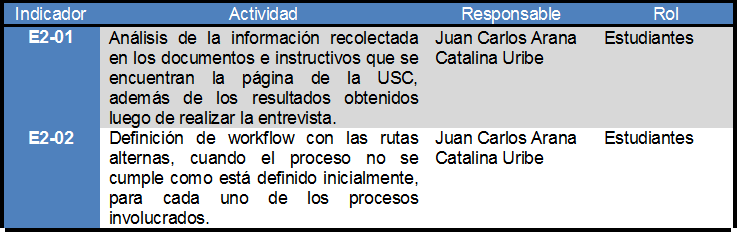 Indicador Actividad Responsable Rol
E2-01 Análisis de la información recolectada Juan Carlos Arana Estudiantes
en los documentos e instructivos que se Catalina Uribe
encuentran la página de la USC,
además de los resultados obtenidos
luego de realizar la entrevista.
E2-02 Definición de workflow con las rutas Juan Carlos Arana Estudiantes
alternas, cuando el proceso no se Catalina Uribe
cumple como está definido inicialmente,
para cada uno de los procesos
involucrados.